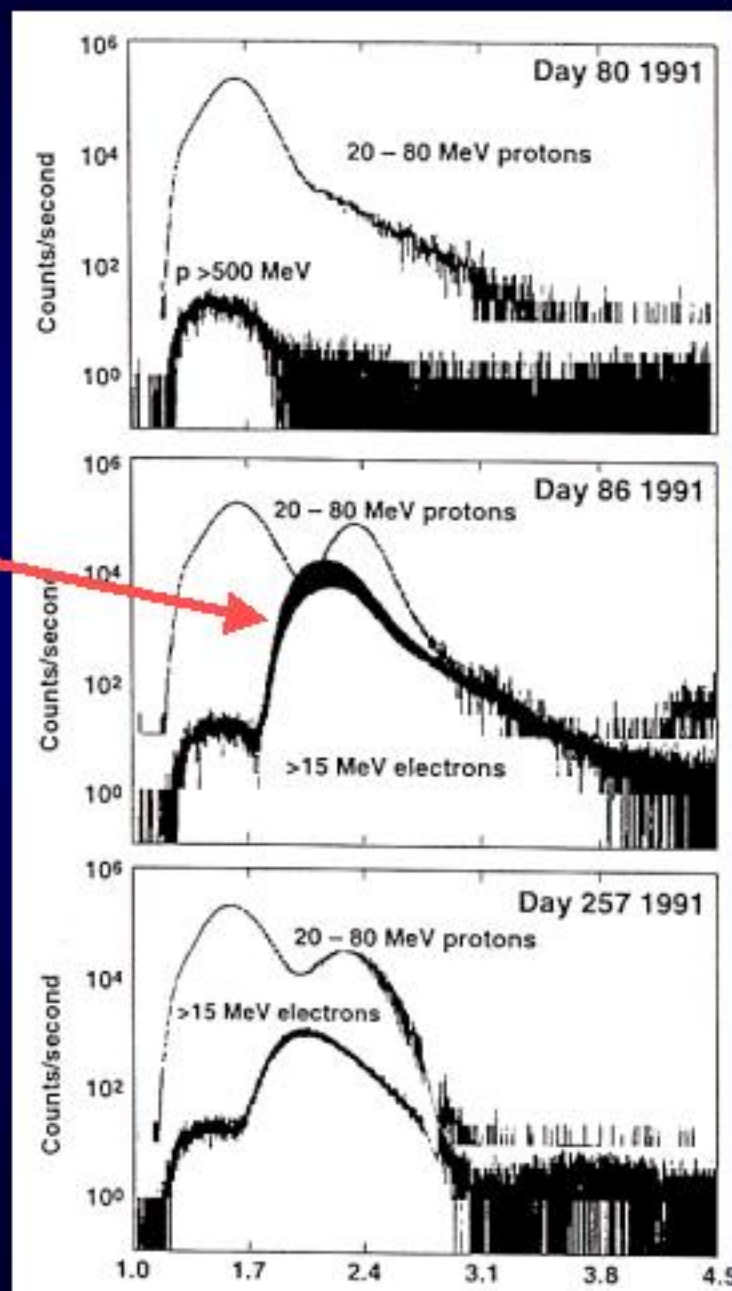 10⁶
Day 80 1991
20 – 80 MeV protons
10⁴
Counts/second
10²
p >500 MeV
10⁰
10⁶
Day 86 1991
20 – 80 MeV protons
10⁴
Counts/second
10²
>15 MeV electrons
10⁰
10⁶
Day 257 1991
20 – 80 MeV protons
10⁴
>15 MeV electrons
Counts/second
10²
10⁰
1.0 1.7 2.4 3.1 3.8 4.5